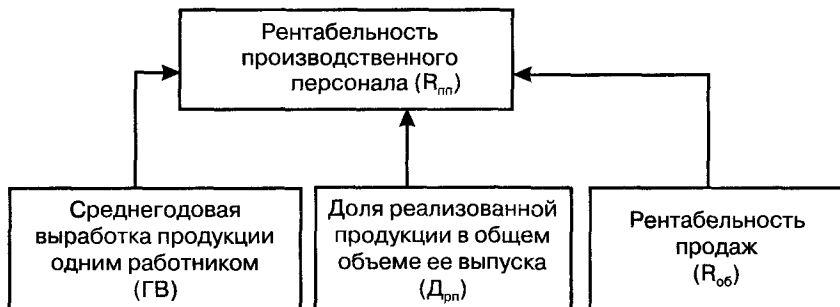 Рентабельность
производственного
персонала (Rпп)
Среднегодовая
выработка продукции
одним работником
(ГВ)
Доля реализованной
продукции в общем
объеме ее выпуска
(Дрп)
Рентабельность
продаж
(Rоб)